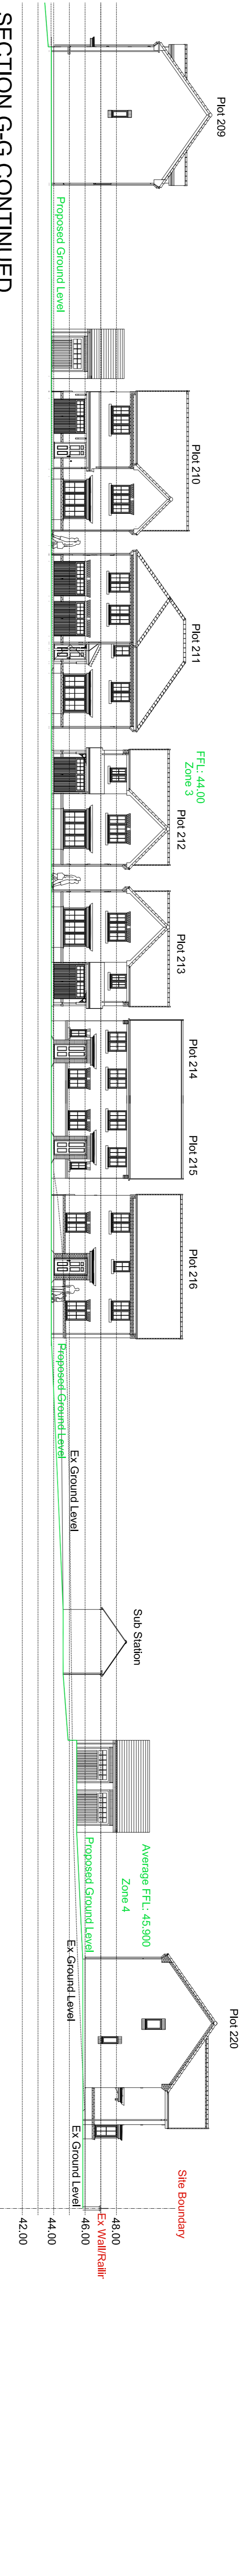 Plot 209
Proposed Ground Level
Plot 210
Plot 211
FFL: 44.00
Zone 3
Plot 212
Plot 213
Plot 214
Plot 215
Plot 216
Proposed Ground Level
Ex Ground Level
Sub Station
Average FFL: 45.900
Zone 4
Proposed Ground Level
Ex Ground Level
Plot 220
Ex Ground Level
Site Boundary
Ex Wall/Railin
48.00
46.00
44.00
42.00
SECTION G-G CONTINUED